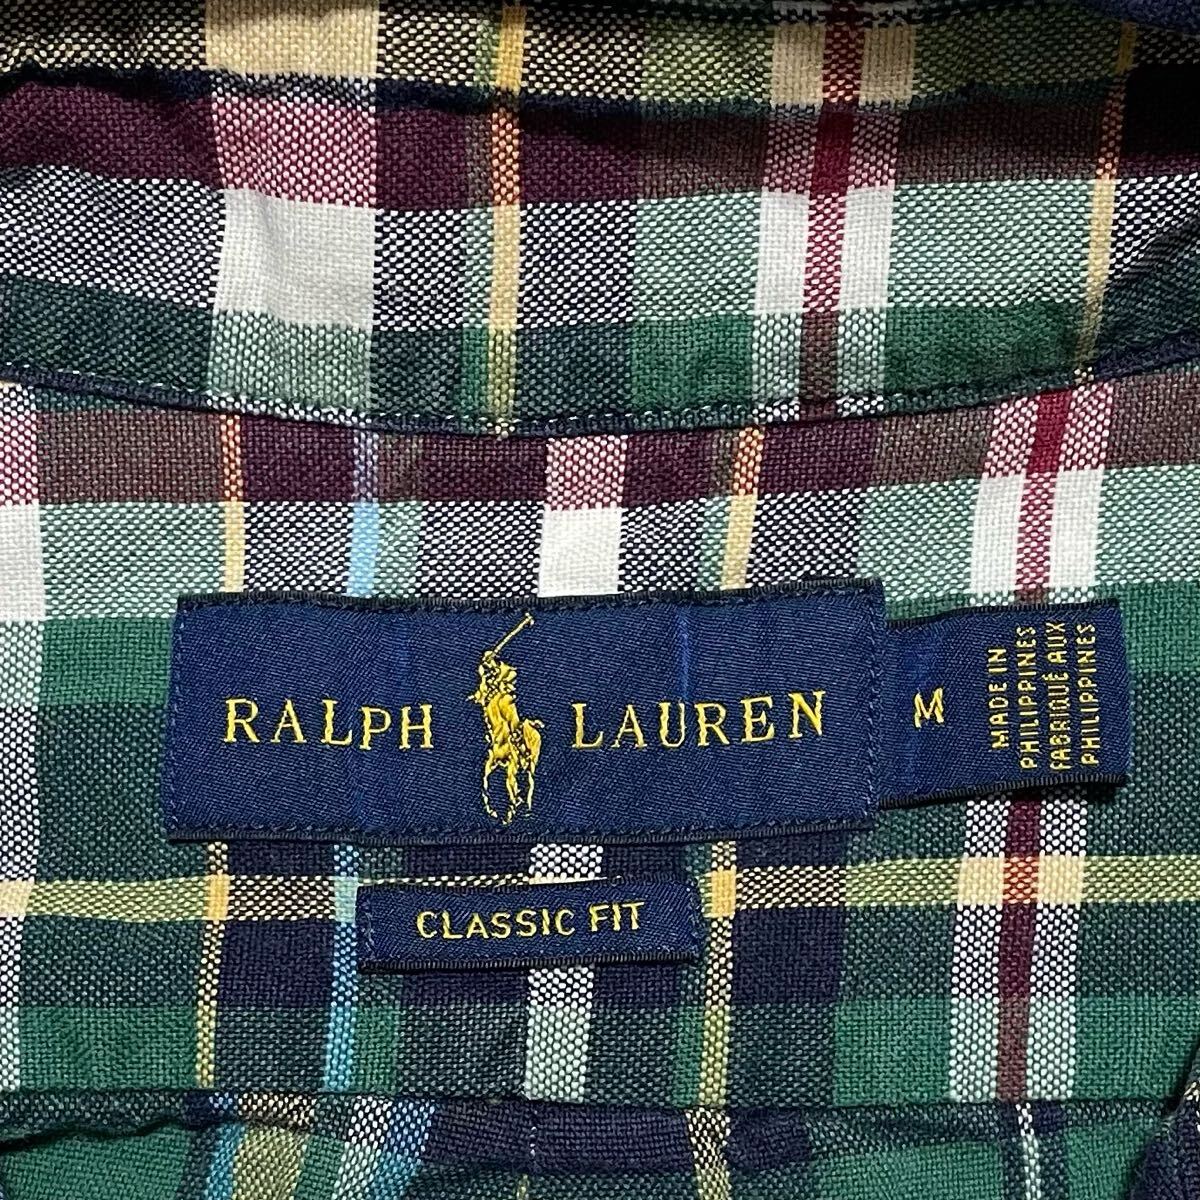 RALPH LAUREN
M
MADE IN
PHILIPPINES
FABRIQUÉ AUX
PHILIPPINES
CLASSIC FIT